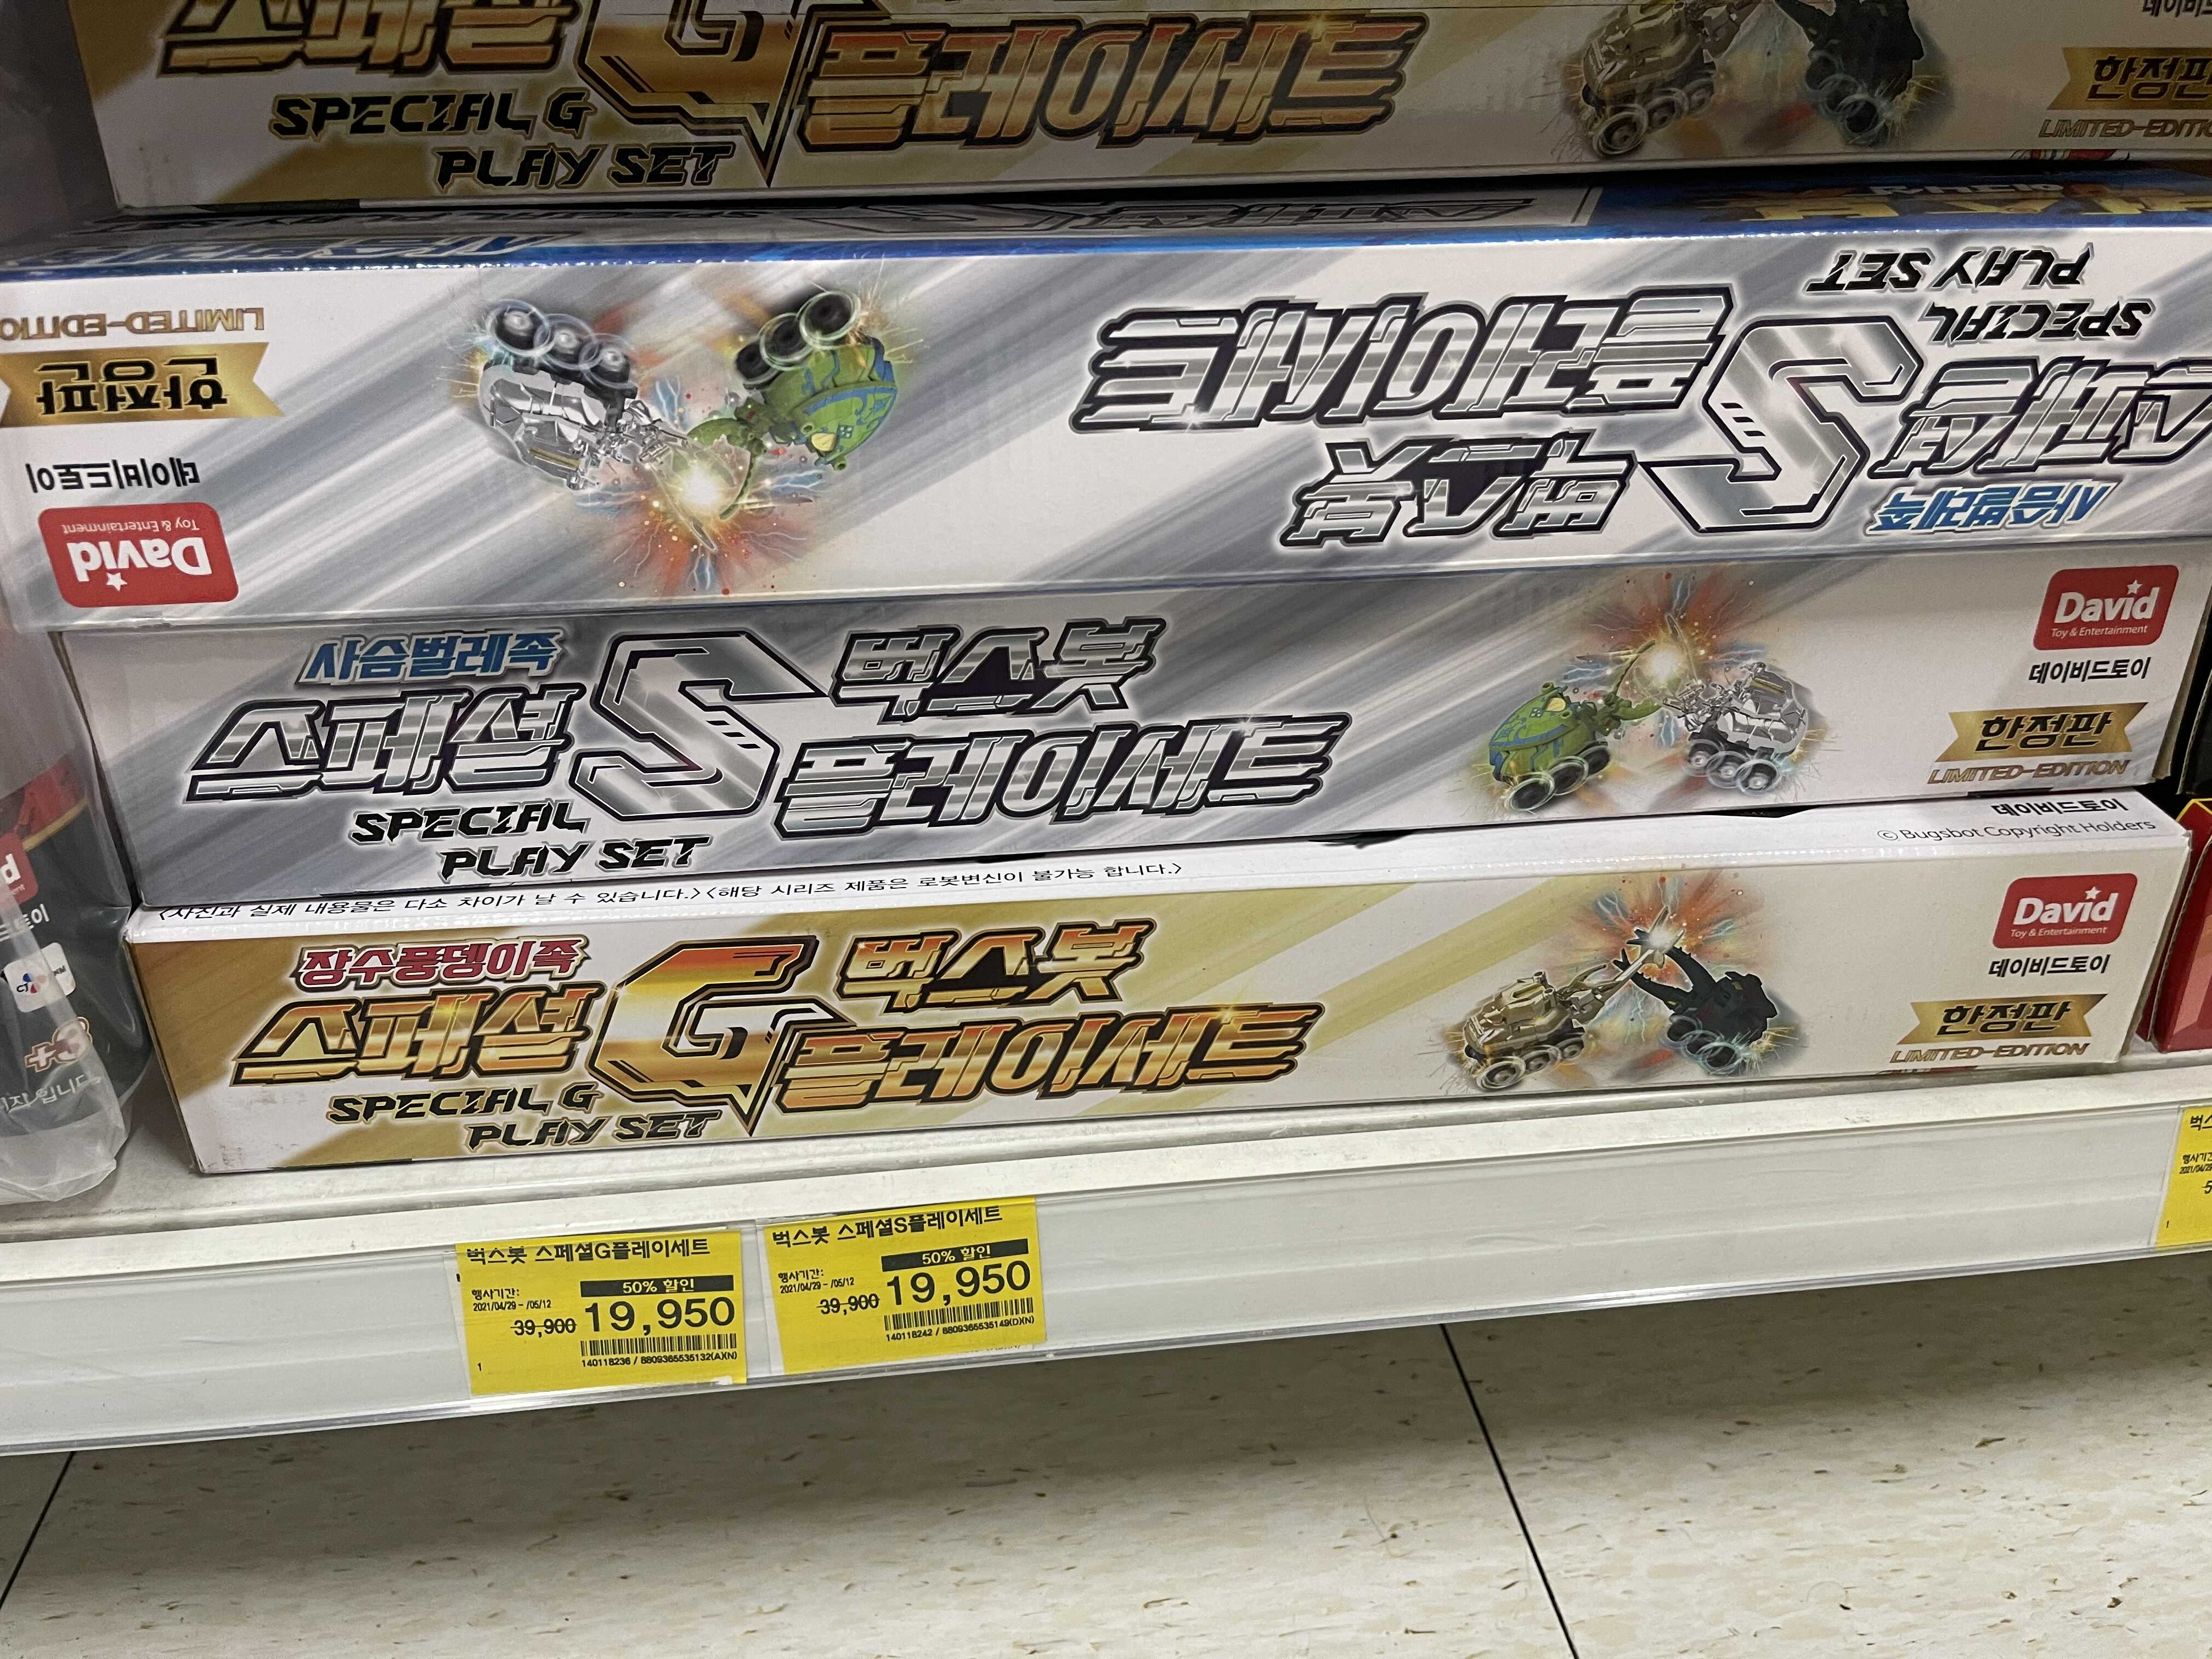 스페셜 G 플레이세트
SPECIAL G
PLAY SET
한정판
LIMITED-EDITIO
SPECIAL
PLAY SET
사슴벌레족
스페셜 S 벅스봇
플레이세트
한정판
LIMITED-EDITIO
데이비드토이
David
Toy & Entertainment
사슴벌레족
스페셜 S 벅스봇
플레이세트
SPECIAL
PLAY SET
David
Toy & Entertainment
데이비드토이
한정판
LIMITED-EDITION
데이비드토이
© Bugsbot Copyright Holders
<사진과 실제 내용물은 다소 차이가 날 수 있습니다.> <해당 시리즈 제품은 로봇변신이 불가능 합니다.>
장수풍뎅이족
스페셜 G 벅스봇
플레이세트
SPECIAL G
PLAY SET
David
Toy & Entertainment
데이비드토이
한정판
LIMITED-EDITION
벅스봇 스페셜G플레이세트
50% 할인
행사기간:
2021/04/29 - /05/12
39,900 19,950
1
140118236 / 8809365535132(A)(N)
벅스봇 스페셜S플레이세트
50% 할인
행사기간:
2021/04/29 - /05/12
39,900 19,950
140118242 / 8809365535149(D)(N)